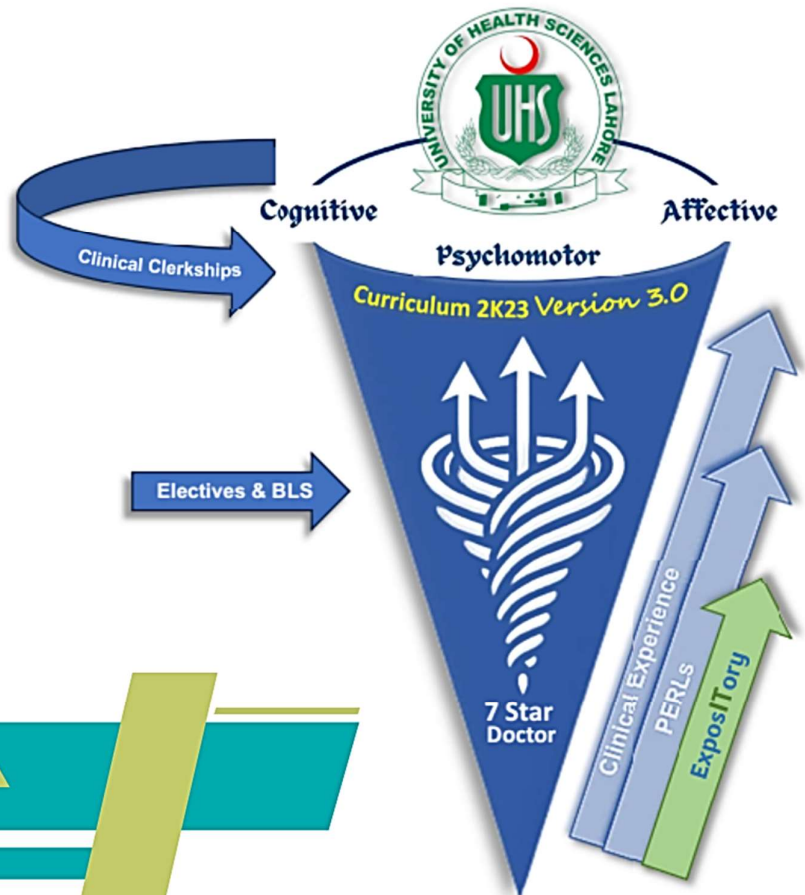 UNIVERSITY OF HEALTH SCIENCES LAHORE
UHS
Cognitive
Affective
Psychomotor
Clinical Clerkships
Curriculum 2K23 Version 3.0
Electives & BLS
7 Star
Doctor
Clinical Experience
PERLs
ExposITory